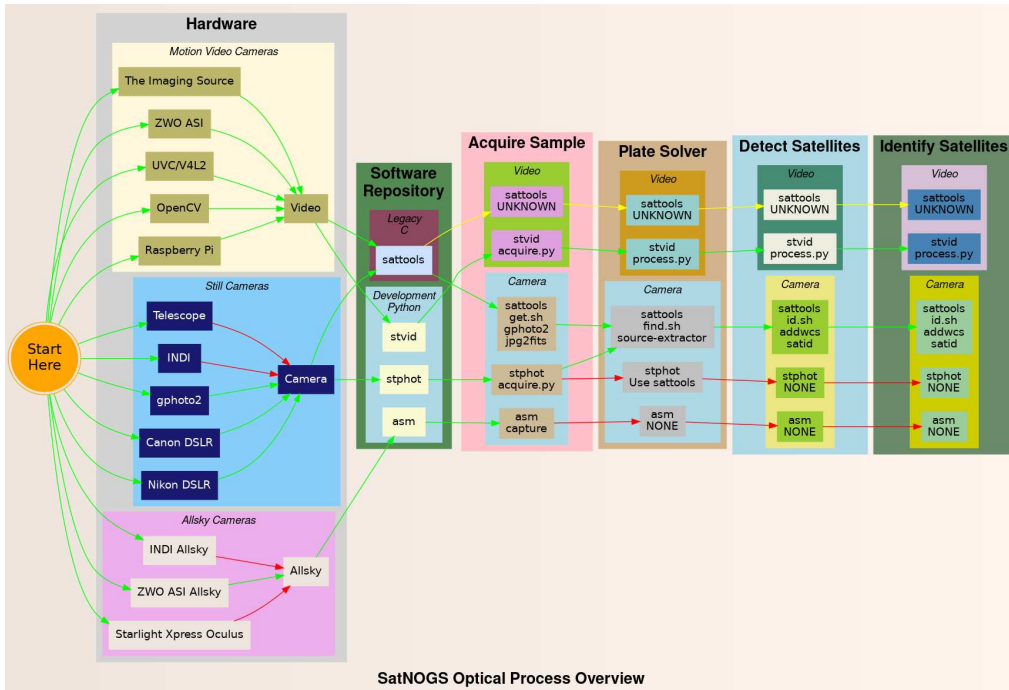 Hardware
Motion Video Cameras
The Imaging Source
ZWO ASI
UVC/V4L2
OpenCV
Raspberry Pi
Video
Still Cameras
Telescope
INDI
gphoto2
Canon DSLR
Nikon DSLR
Camera
Allsky Cameras
INDI Allsky
ZWO ASI Allsky
Starlight Xpress Oculus
Allsky
Start
Here
Software
Repository
Legacy
C
sattools
Development
Python
stvid
stphot
asm
Acquire Sample
Video
sattools
UNKNOWN
stvid
acquire.py
Camera
sattools
get.sh
gphoto2
jpg2fits
stphot
acquire.py
asm
capture
Plate Solver
Video
sattools
UNKNOWN
stvid
process.py
Camera
sattools
find.sh
source-extractor
stphot
Use sattools
asm
NONE
Detect Satellites
Video
sattools
UNKNOWN
stvid
process.py
Camera
sattools
id.sh
addwcs
satid
stphot
NONE
asm
NONE
Identify Satellites
Video
sattools
UNKNOWN
stvid
process.py
Camera
sattools
id.sh
addwcs
satid
stphot
NONE
asm
NONE
SatNOGS Optical Process Overview